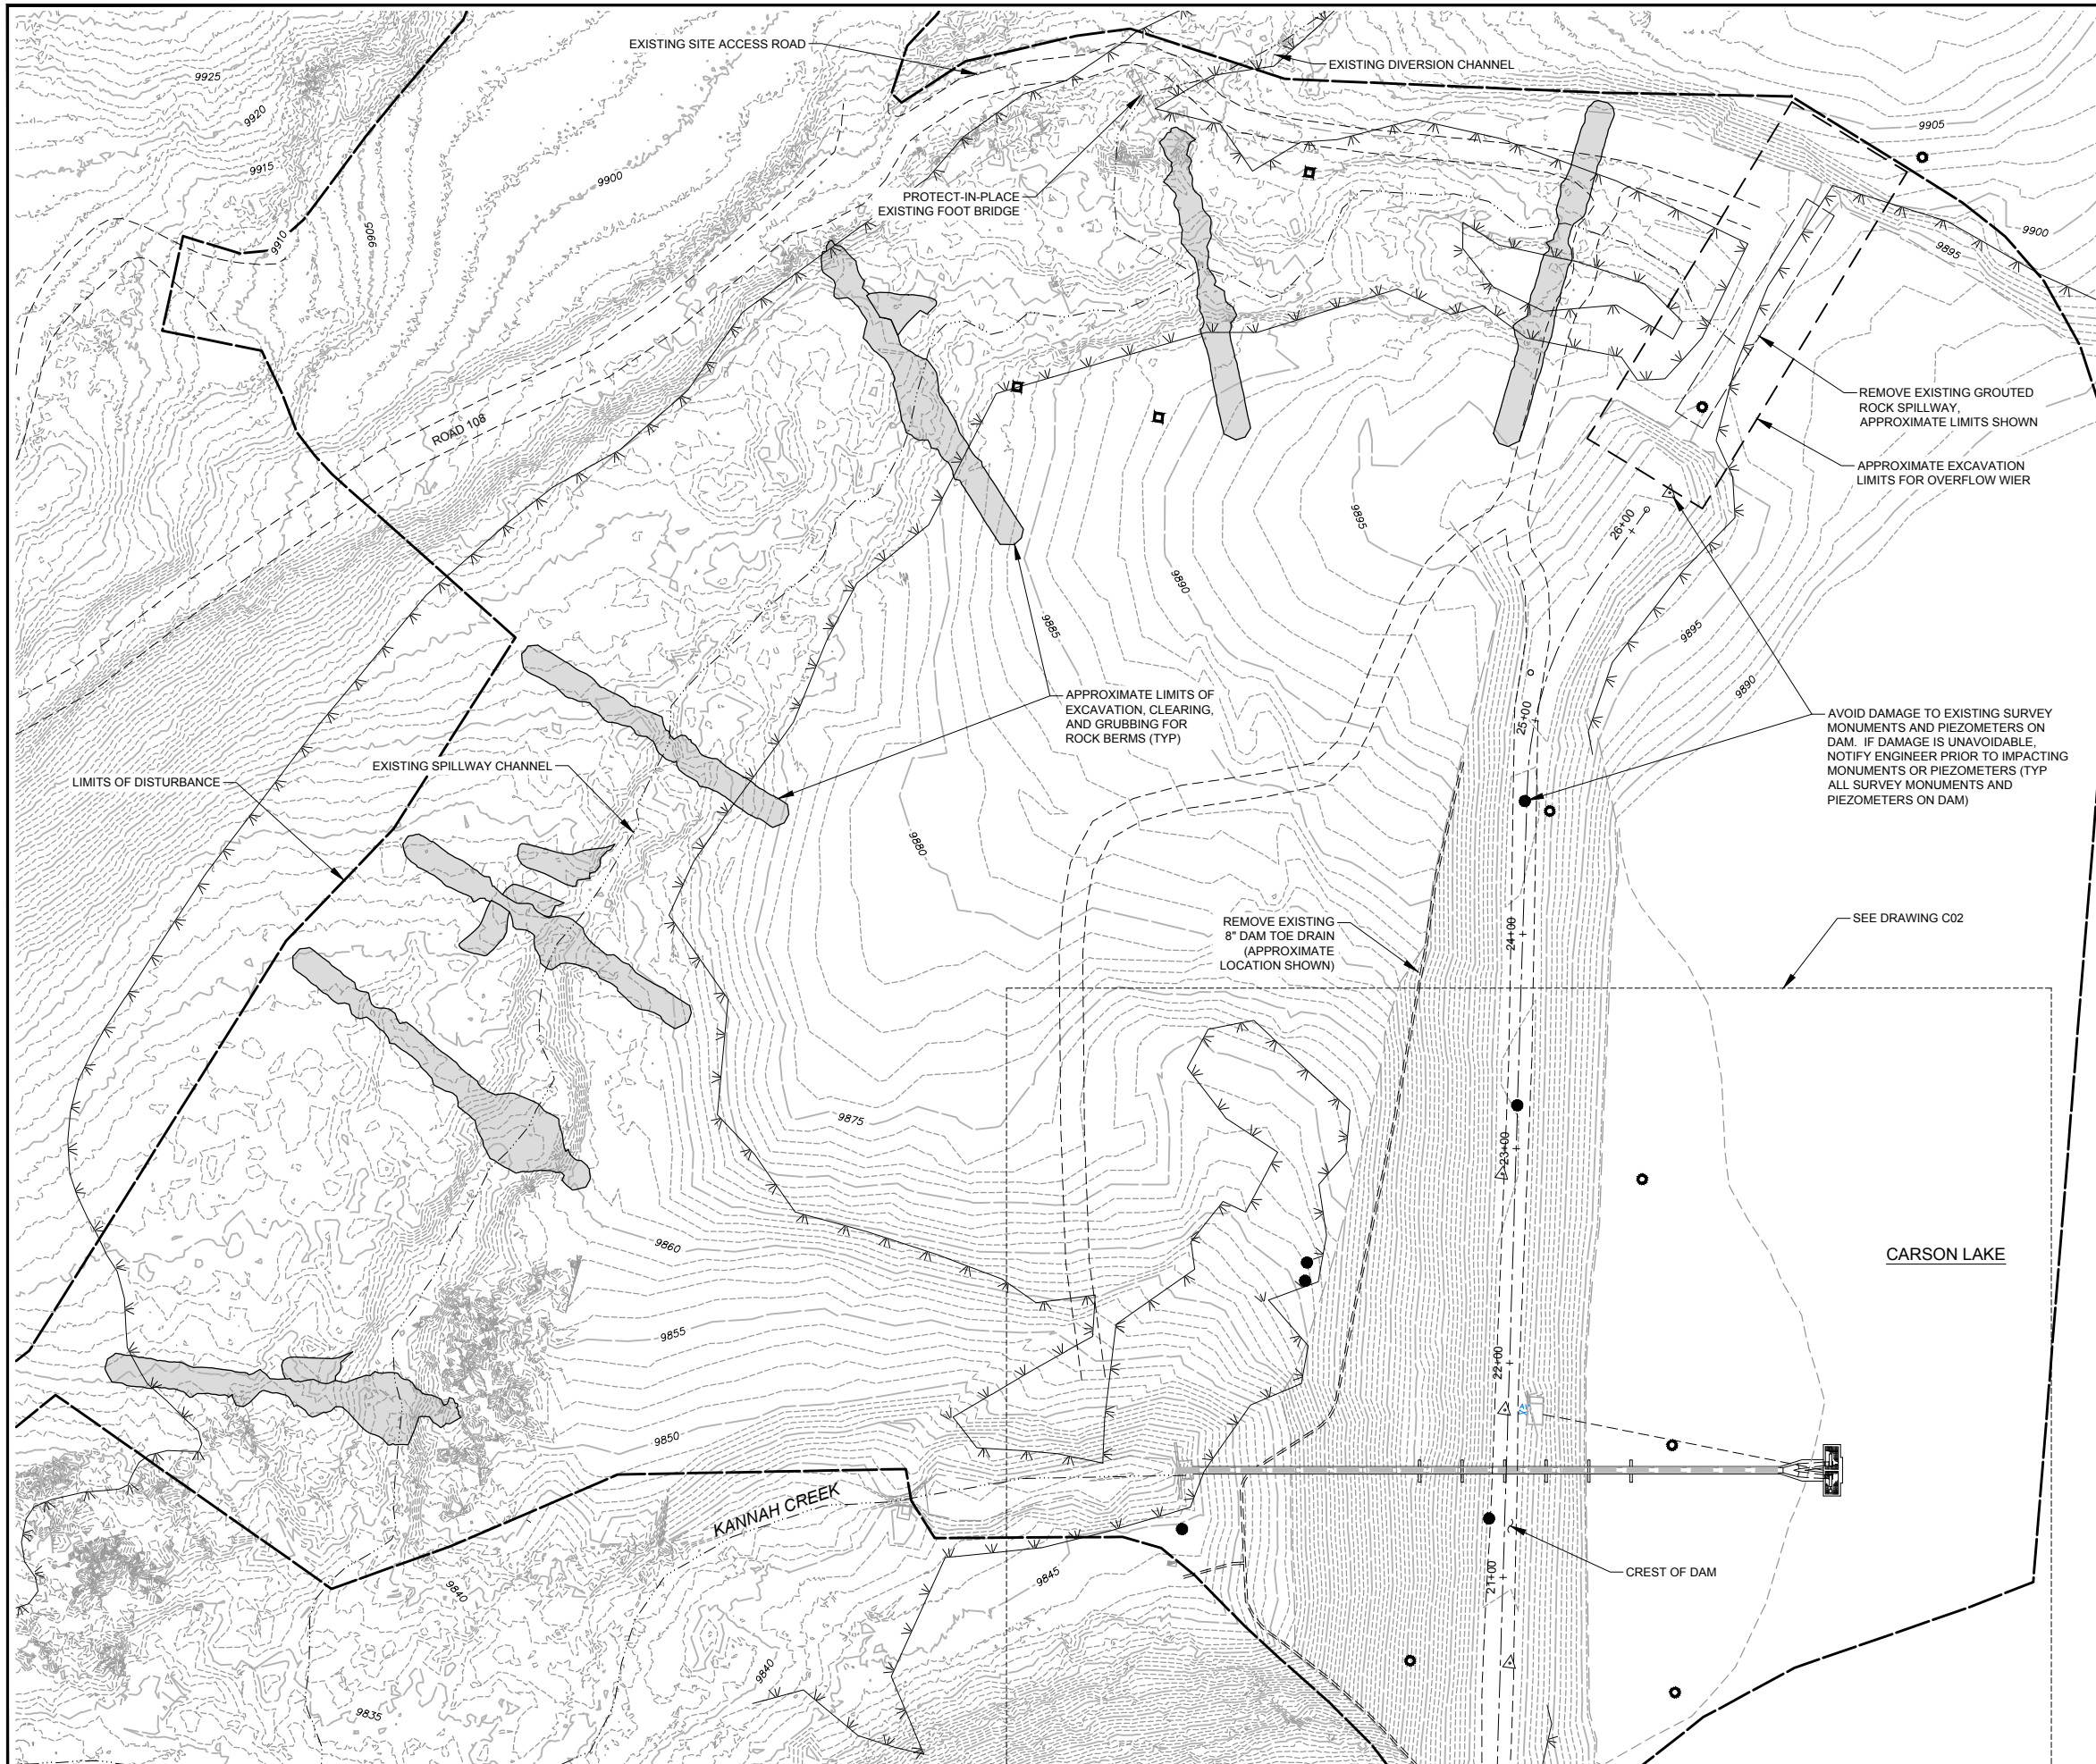 EXISTING SITE ACCESS ROAD
EXISTING DIVERSION CHANNEL
9925
9920
9915
9910
9905
9900
9905
9900
9895
PROTECT-IN-PLACE
EXISTING FOOT BRIDGE
ROAD 108
REMOVE EXISTING GROUTED
ROCK SPILLWAY,
APPROXIMATE LIMITS SHOWN
APPROXIMATE EXCAVATION
LIMITS FOR OVERFLOW WIER
9895
26+00
9890
9885
9895
9890
25+00
APPROXIMATE LIMITS OF
EXCAVATION, CLEARING,
AND GRUBBING FOR
ROCK BERMS (TYP)
AVOID DAMAGE TO EXISTING SURVEY
MONUMENTS AND PIEZOMETERS ON
DAM. IF DAMAGE IS UNAVOIDABLE,
NOTIFY ENGINEER PRIOR TO IMPACTING
MONUMENTS OR PIEZOMETERS (TYP
ALL SURVEY MONUMENTS AND
PIEZOMETERS ON DAM)
LIMITS OF DISTURBANCE
EXISTING SPILLWAY CHANNEL
9880
REMOVE EXISTING
8" DAM TOE DRAIN
(APPROXIMATE
LOCATION SHOWN)
24+00
SEE DRAWING C02
9875
23+00
9860
CARSON LAKE
9855
22+00
9850
KANNAH CREEK
CREST OF DAM
21+00
9840
9845
9840
9835